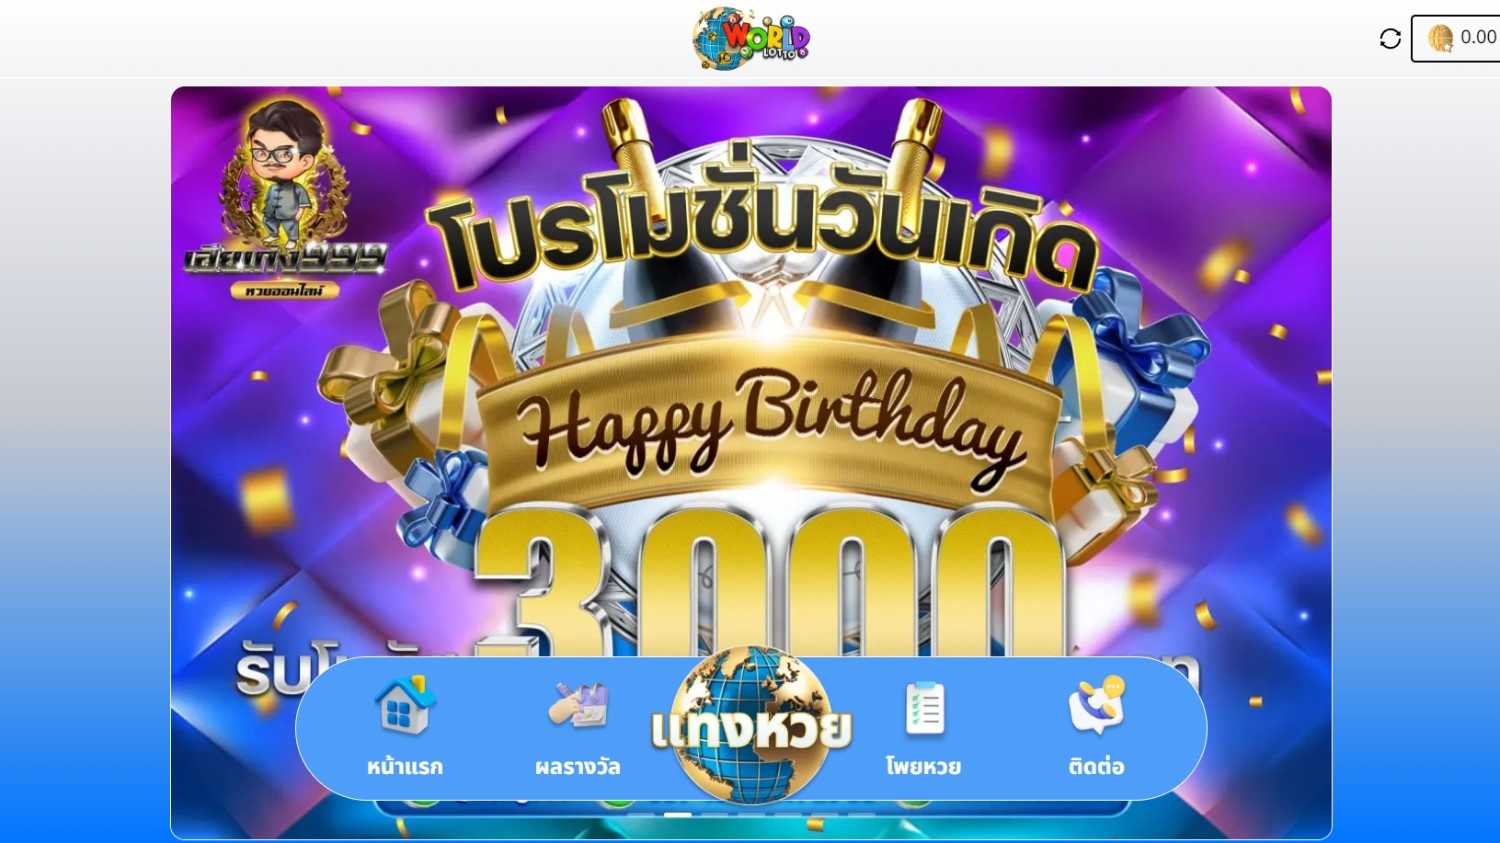 WORLD
LOTTO
0.00
เฮียเก่ง999
หวยออนไลน์
โปรโมชั่นวันเกิด
Happy Birthday
3000
แทงหวย
หน้าแรก
ผลรางวัล
โพยหวย
ติดต่อ